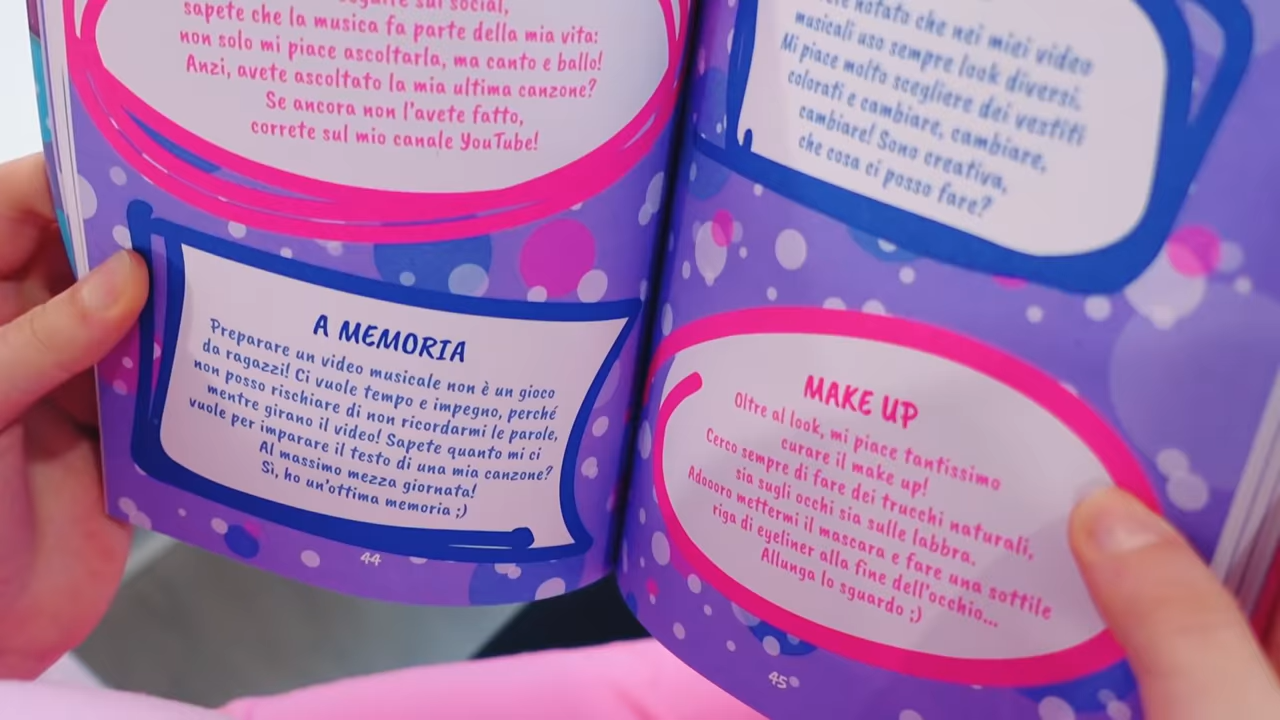 sui social,
sapete che la musica fa parte della mia vita:
non solo mi piace ascoltarla, ma canto e ballo!
Anzi, avete ascoltato la mia ultima canzone?
Se ancora non l'avete fatto,
correte sul mio canale YouTube!
A MEMORIA
Preparare un video musicale non è un gioco
da ragazzi! Ci vuole tempo e impegno, perché
non posso rischiare di non ricordarmi le parole,
mentre girano il video! Sapete quanto mi ci
vuole per imparare il testo di una mia canzone?
Al massimo mezza giornata!
Sì, ho un'ottima memoria ;)
44
notato che nei miei video
musicali uso sempre look diversi.
Mi piace molto scegliere dei vestiti
colorati e cambiare, cambiare,
cambiare! Sono creativa,
che cosa ci posso fare?
MAKE UP
Oltre al look, mi piace tantissimo
curare il make up!
Cerco sempre di fare dei trucchi naturali,
sia sugli occhi sia sulle labbra.
Adoooro mettermi il mascara e fare una sottile
riga di eyeliner alla fine dell'occhio...
Allunga lo sguardo ;)
45